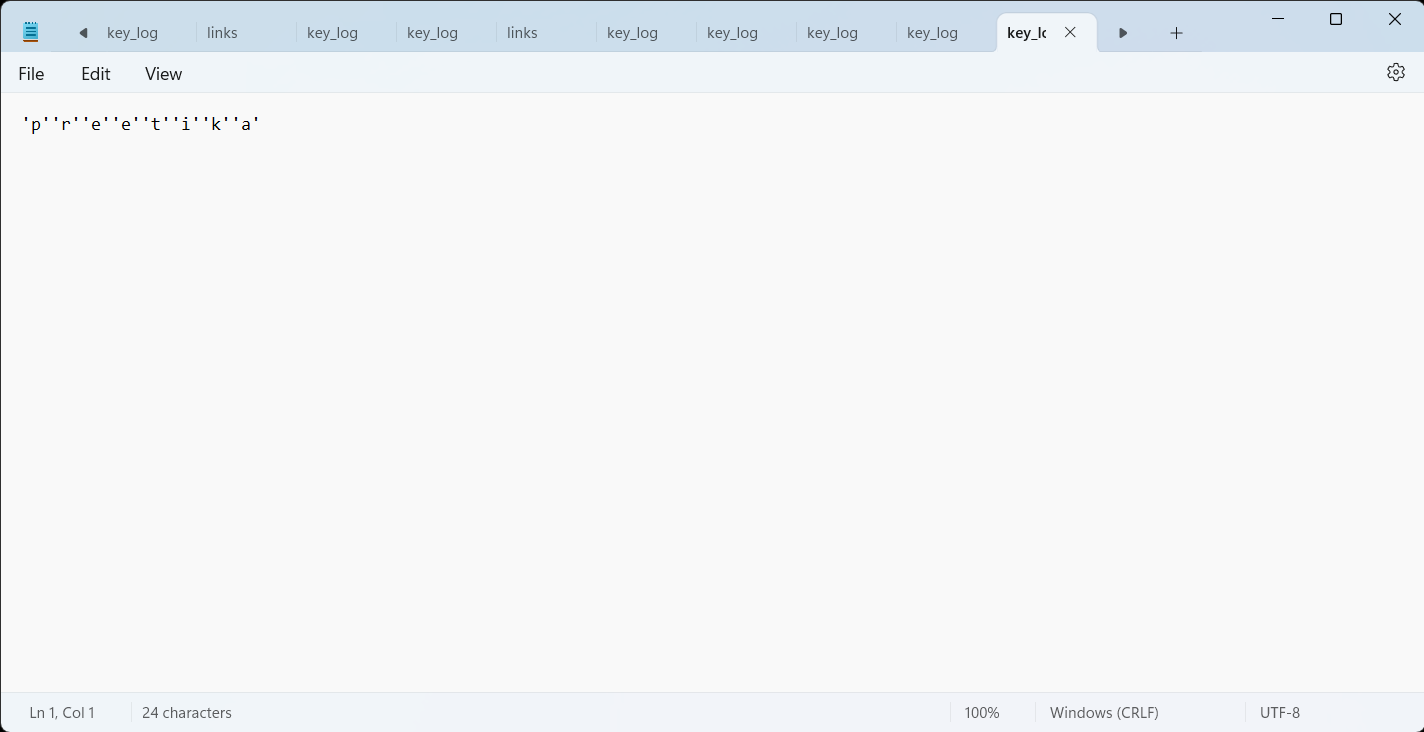 key_log links key_log key_log links key_log key_log key_log key_log key_lo
File Edit View
'p''r''e''e''t''i''k''a'
Ln 1, Col 1 24 characters 100% Windows (CRLF) UTF-8